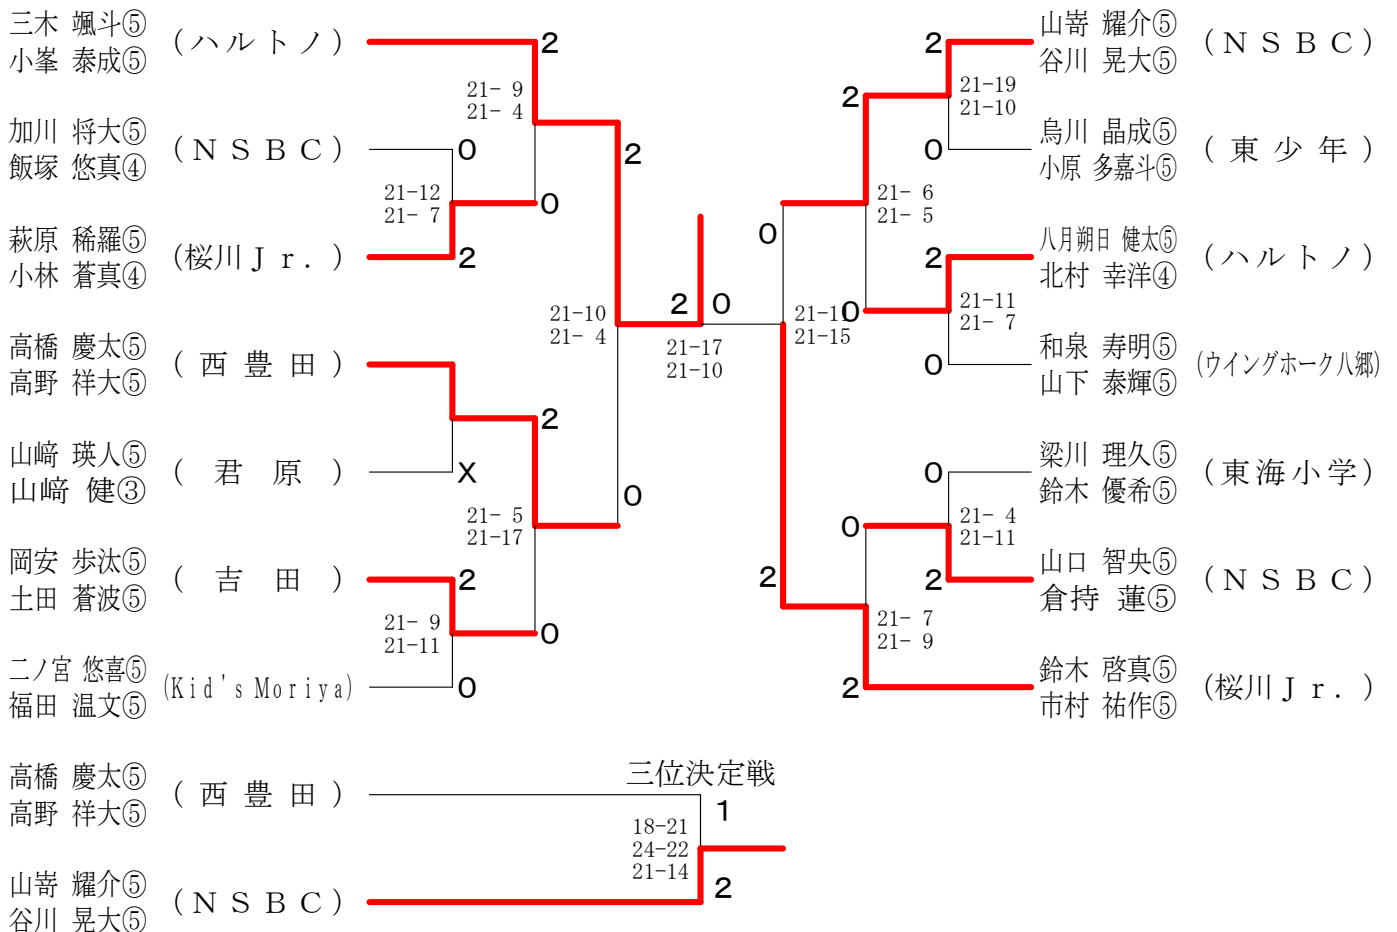 三木 颯斗⑤
小峯 泰成⑤
(ハルトノ)
加川 将大⑤
飯塚 悠真④
(NSBC)
萩原 稀羅⑤
小林 蒼真④
(桜川Jr.)
高橋 慶太⑤
高野 祥大⑤
(西豊田)
山﨑 瑛人⑤
山﨑 健③
(君原)
岡安 歩汰⑤
土田 蒼波⑤
(吉田)
二ノ宮 悠喜⑤
福田 温文⑤
(Kid's Moriya)
2
21- 9
21- 4
0
21-12
21- 7
2
0
2
21-10
21- 4
2
X
21- 5
21-17
0
2
21- 9
21-11
0
0
2
0
21-17
21-10
山嵜 耀介⑤
谷川 晃大⑤
(NSBC)
烏川 晶成⑤
小原 多嘉斗⑤
(東少年)
八月朔日 健太⑤
北村 幸洋④
(ハルトノ)
和泉 寿明⑤
山下 泰輝⑤
(ウイングホーク八郷)
梁川 理久⑤
鈴木 優希⑤
(東海小学)
山口 智央⑤
倉持 蓮⑤
(NSBC)
鈴木 啓真⑤
市村 祐作⑤
(桜川Jr.)
2
21-19
21-10
0
2
21- 6
21- 5
0
2
21-11
21- 7
0
0
21-11
21-15
2
0
21- 4
21-11
2
0
21- 7
21- 9
2
三位決定戦
高橋 慶太⑤
高野 祥大⑤
(西豊田)
1
18-21
24-22
21-14
2
山嵜 耀介⑤
谷川 晃大⑤
(NSBC)